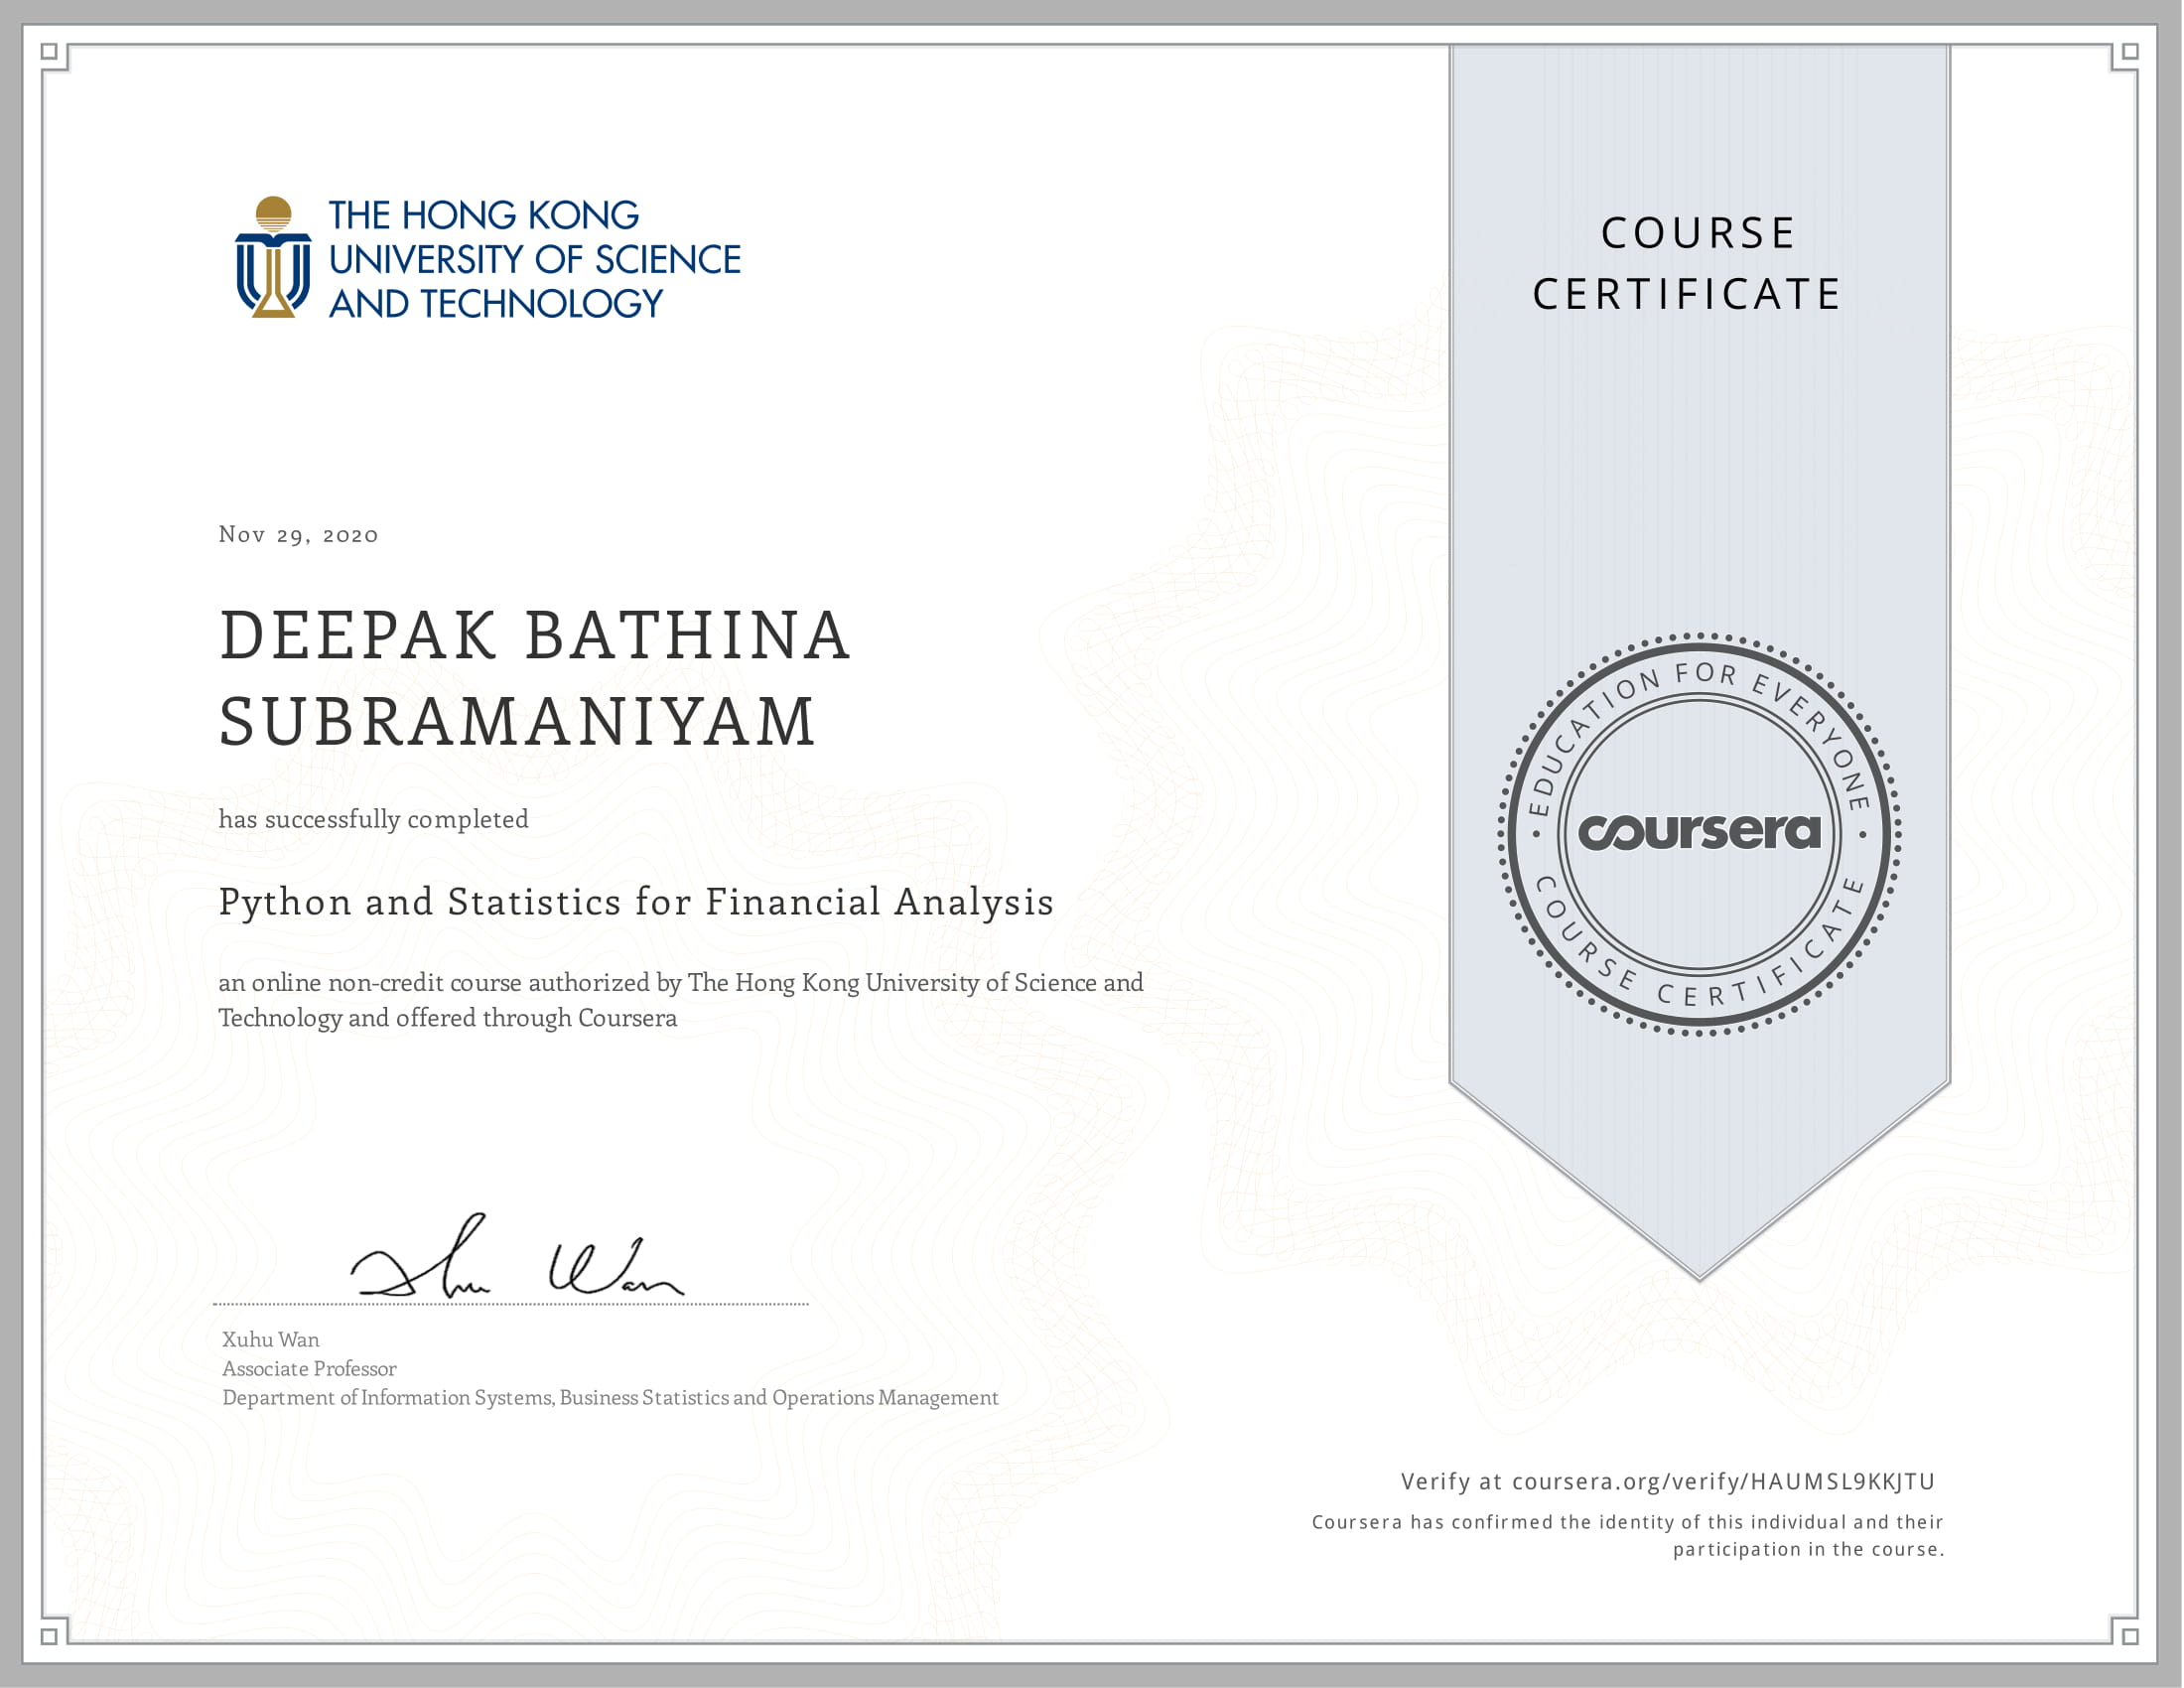 THE HONG KONG
UNIVERSITY OF SCIENCE
AND TECHNOLOGY
COURSE
CERTIFICATE
Nov 29, 2020
DEEPAK BATHINA
SUBRAMANIYAM
has successfully completed
Python and Statistics for Financial Analysis
an online non-credit course authorized by The Hong Kong University of Science and
Technology and offered through Coursera
EDUCATION FOR EVERYONE
coursera
COURSE CERTIFICATE
Xuhu Wan
Xuhu Wan
Associate Professor
Department of Information Systems, Business Statistics and Operations Management
Verify at coursera.org/verify/HAUMSL9KKJTU
Coursera has confirmed the identity of this individual and their
participation in the course.